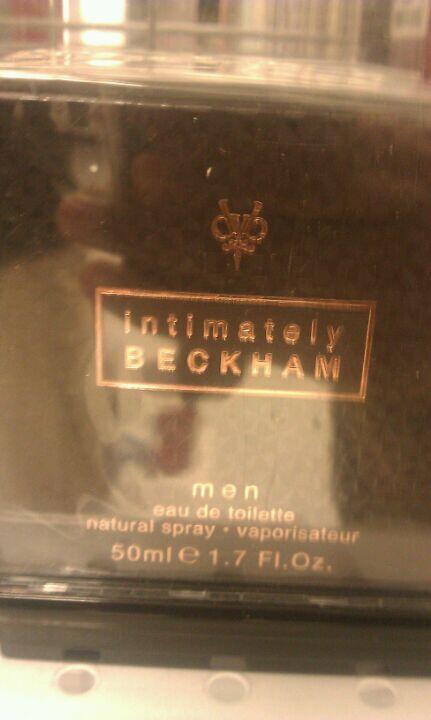 intimately
BECKHAM
men
eau de toilette
natural spray • vaporisateur
50ml ℮ 1.7 Fl.Oz.